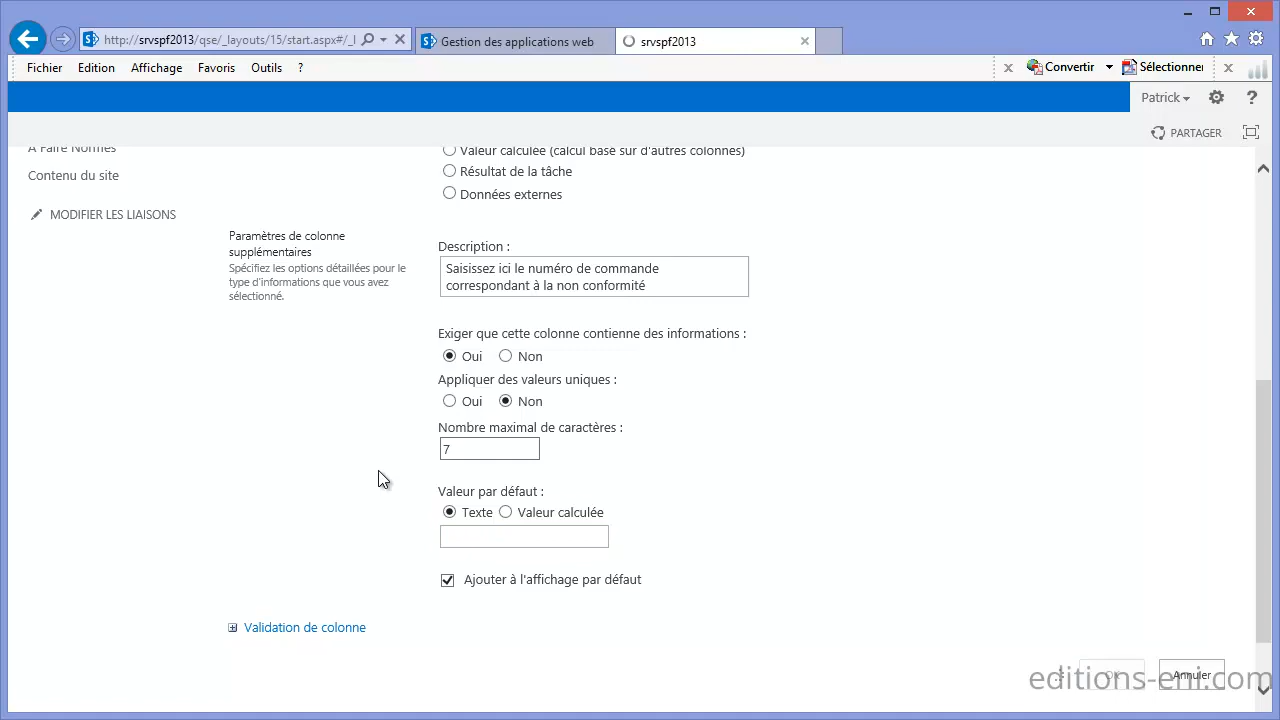 http://srvspf2013/qse/_layouts/15/start.aspx#/_l
Gestion des applications web
srvspf2013
Fichier Edition Affichage Favoris Outils ?
Convertir Sélectionner
Patrick
PARTAGER
A Faire Normes
Contenu du site
MODIFIER LES LIAISONS
Valeur calculée (calcul basé sur d'autres colonnes)
Résultat de la tâche
Données externes
Paramètres de colonne
supplémentaires
Spécifiez les options détaillées pour le
type d'informations que vous avez
sélectionné.
Description :
Saisissez ici le numéro de commande
correspondant à la non conformité
Exiger que cette colonne contienne des informations :
Oui Non
Appliquer des valeurs uniques :
Oui Non
Nombre maximal de caractères :
7
Valeur par défaut :
Texte Valeur calculée
Ajouter à l'affichage par défaut
Validation de colonne
OK Annuler
editions-eni.com